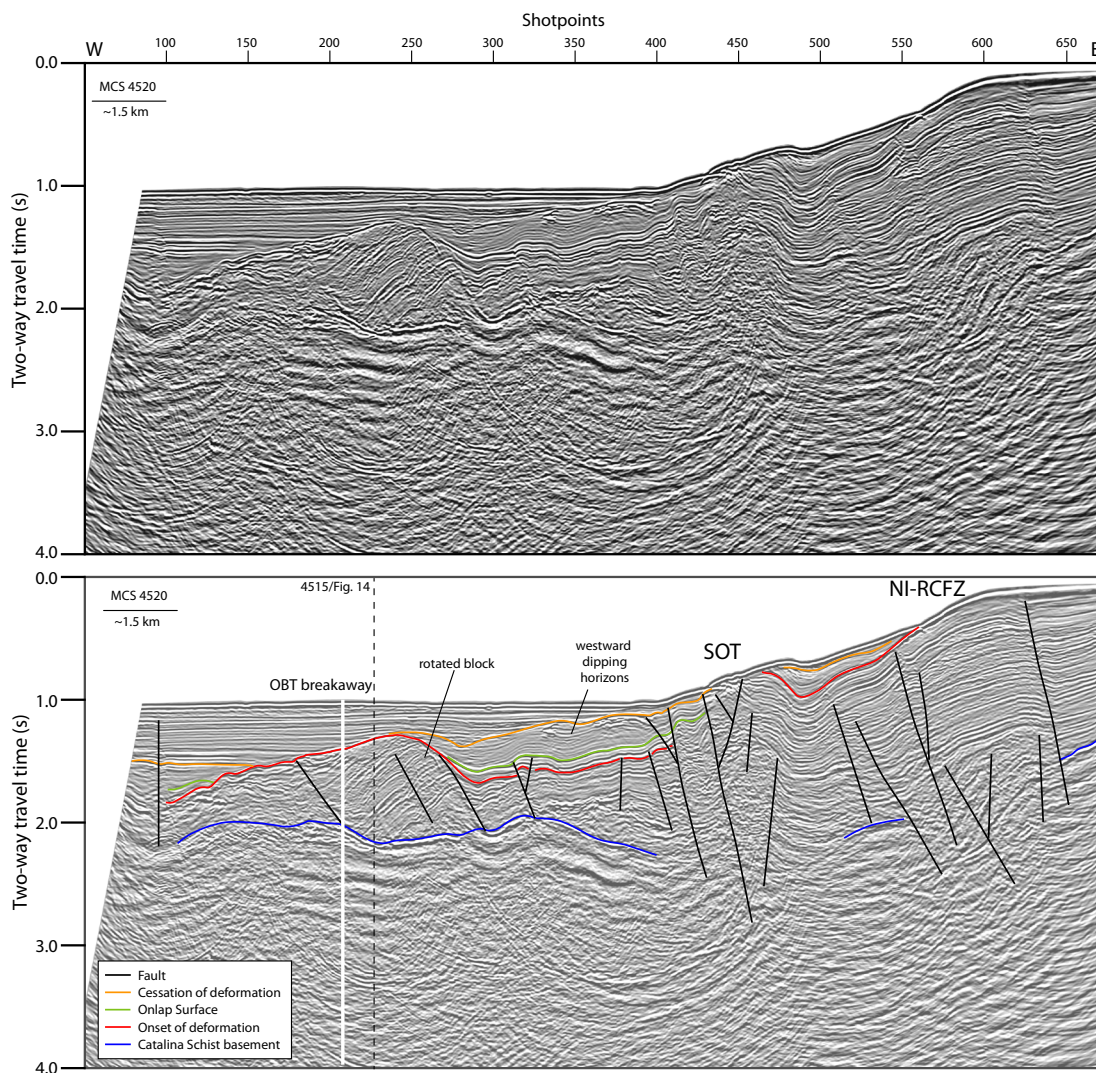 Shotpoints
W
100 150 200 250 300 350 400 450 500 550 600 650
E
0.0
MCS 4520
~1.5 km
1.0
Two-way travel time (s)
2.0
3.0
4.0
0.0
4515/Fig. 14
MCS 4520
~1.5 km
NI-RCFZ
westward
dipping
horizons
rotated block
SOT
OBT breakaway
1.0
Two-way travel time (s)
2.0
3.0
Fault
Cessation of deformation
Onlap Surface
Onset of deformation
Catalina Schist basement
4.0